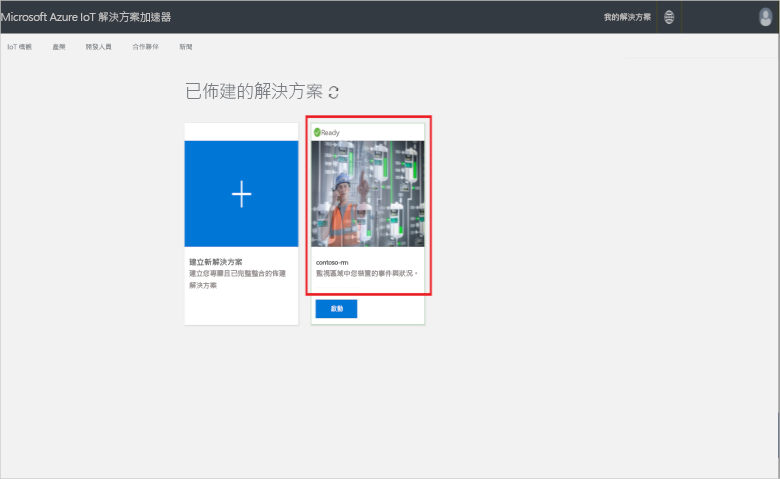 Microsoft Azure IoT 解決方案加速器
我的解決方案
IoT 概觀 產業 開發人員 合作夥伴 新聞
已佈建的解決方案
Ready
建立新解決方案
建立您專屬且已完整整合的佈建
解決方案
contoso-rm
監視區域中您裝置的事件與狀況。
啟動